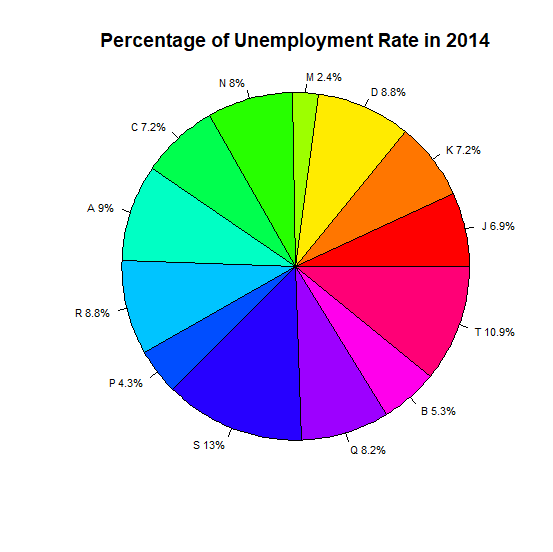 Percentage of Unemployment Rate in 2014
M 2.4%
N 8%
D 8.8%
C 7.2%
K 7.2%
A 9%
J 6.9%
R 8.8%
T 10.9%
P 4.3%
B 5.3%
S 13%
Q 8.2%